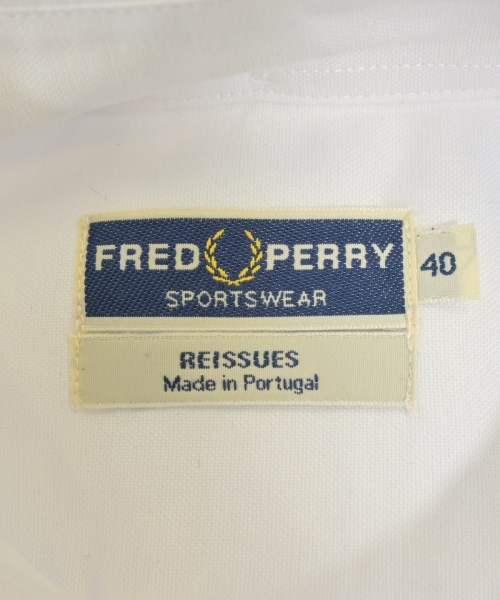 FRED PERRY
SPORTSWEAR
40
REISSUES
Made in Portugal